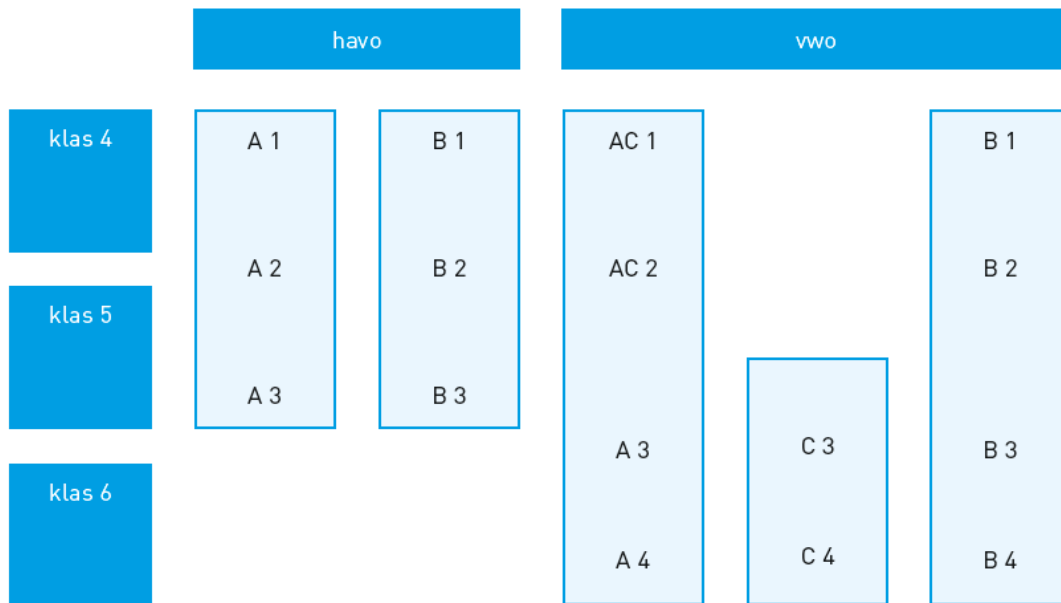 havo
vwo
klas 4
A 1
B 1
AC 1
B 1
A 2
B 2
AC 2
B 2
klas 5
A 3
B 3
A 3
C 3
B 3
klas 6
A 4
C 4
B 4